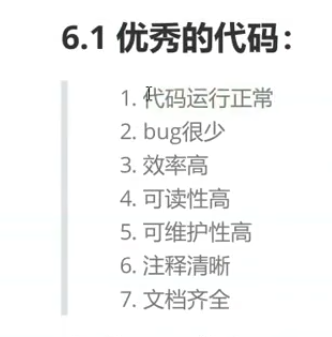 6.1 优秀的代码：
1. 代码运行正常
2. bug很少
3. 效率高
4. 可读性高
5. 可维护性高
6. 注释清晰
7. 文档齐全